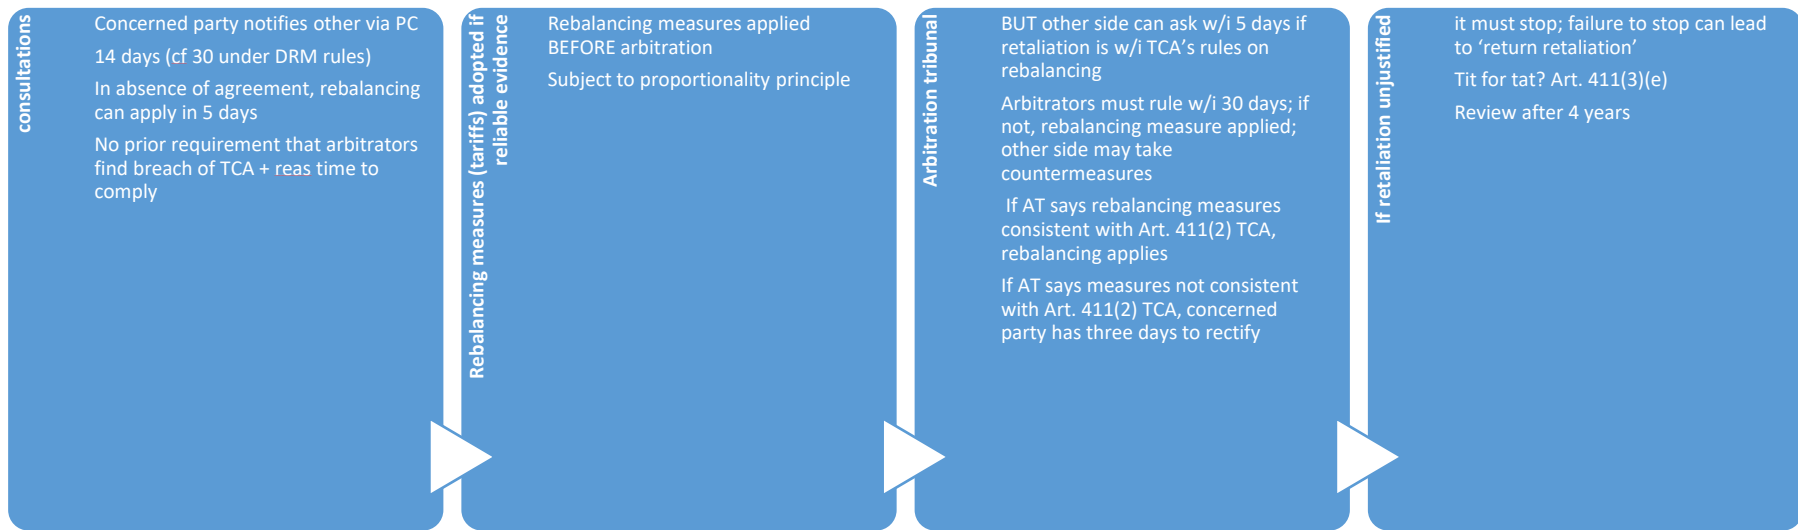 consultations
Concerned party notifies other via PC
14 days (cf 30 under DRM rules)
In absence of agreement, rebalancing
can apply in 5 days
No prior requirement that arbitrators
find breach of TCA + reas time to
comply
Rebalancing measures (tariffs) adopted if
reliable evidence
Rebalancing measures applied
BEFORE arbitration
Subject to proportionality principle
Arbitration tribunal
BUT other side can ask w/i 5 days if
retaliation is w/i TCA’s rules on
rebalancing
Arbitrators must rule w/i 30 days; if
not, rebalancing measure applied;
other side may take
countermeasures
If AT says rebalancing measures
consistent with Art. 411(2) TCA,
rebalancing applies
If AT says measures not consistent
with Art. 411(2) TCA, concerned
party has three days to rectify
If retaliation unjustified
it must stop; failure to stop can lead
to ‘return retaliation’
Tit for tat? Art. 411(3)(e)
Review after 4 years